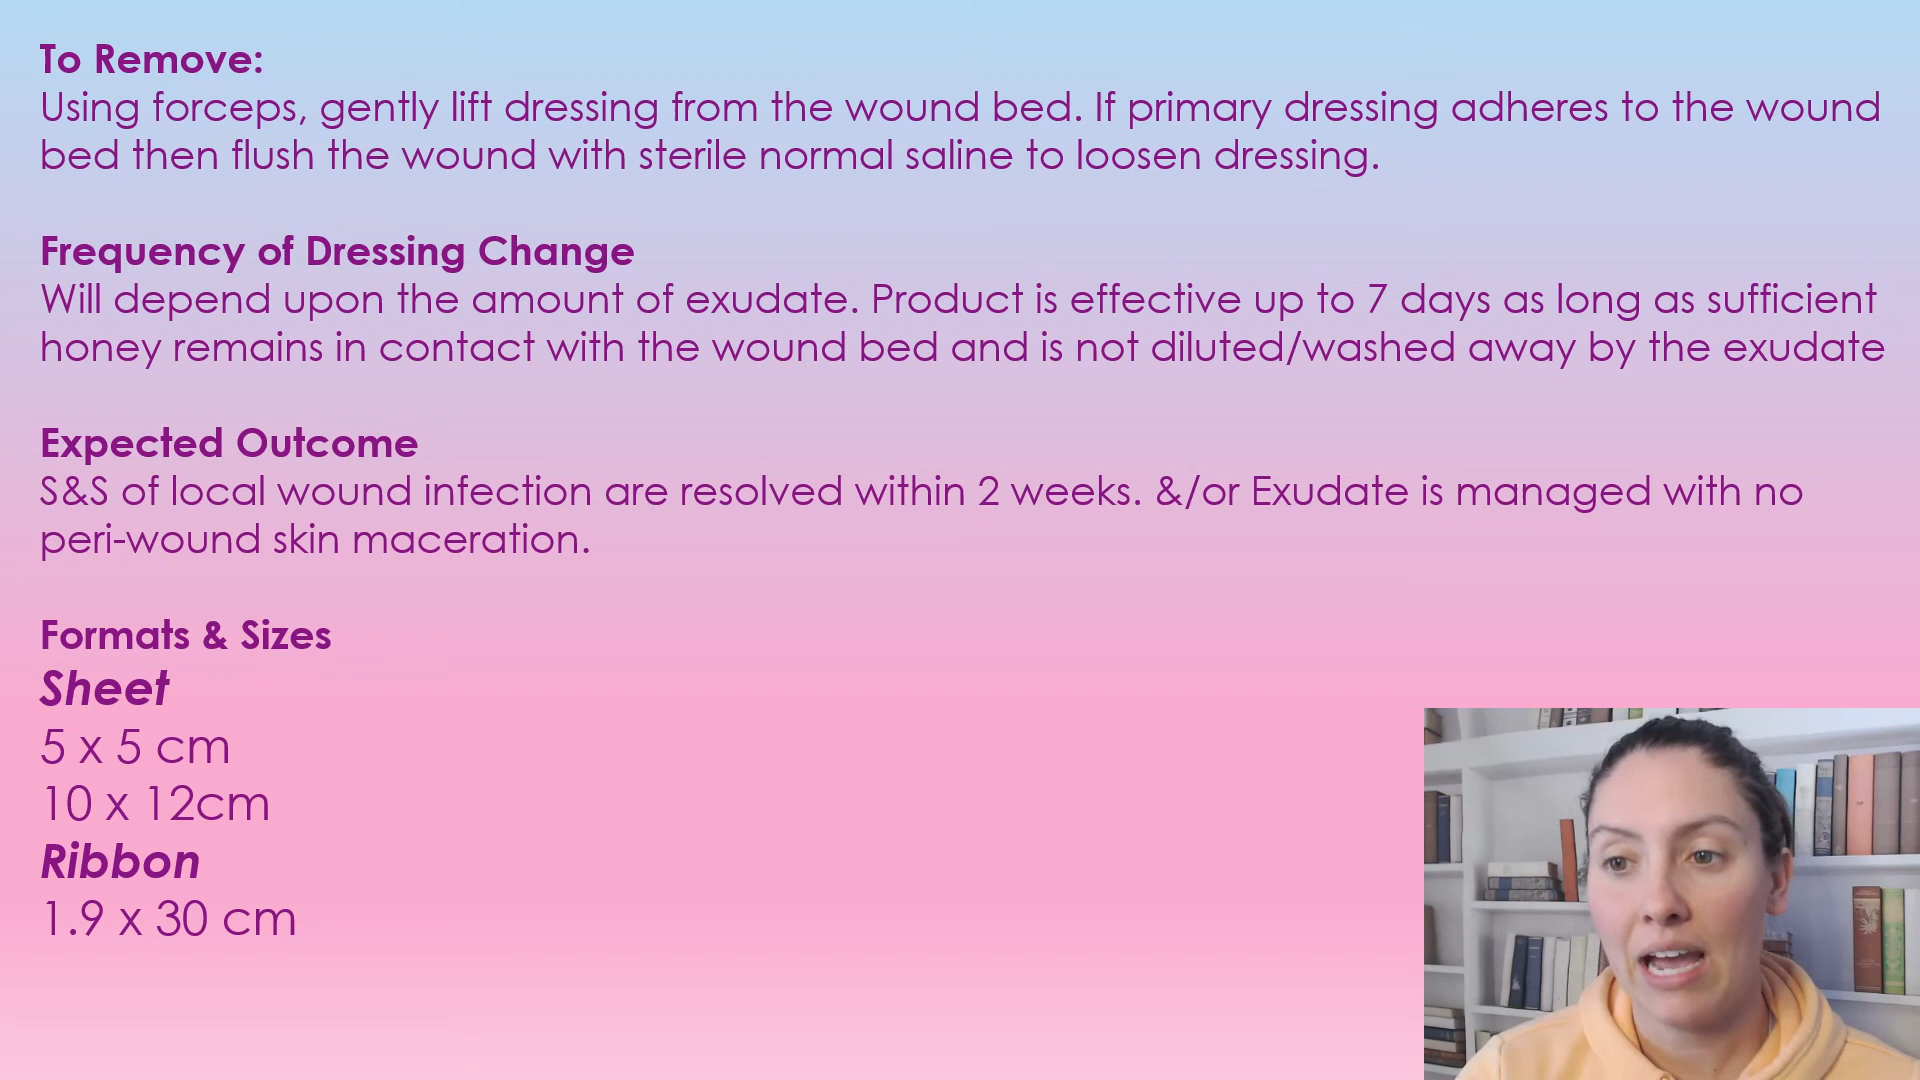 To Remove:
Using forceps, gently lift dressing from the wound bed. If primary dressing adheres to the wound
bed then flush the wound with sterile normal saline to loosen dressing.
Frequency of Dressing Change
Will depend upon the amount of exudate. Product is effective up to 7 days as long as sufficient
honey remains in contact with the wound bed and is not diluted/washed away by the exudate
Expected Outcome
S&S of local wound infection are resolved within 2 weeks. &/or Exudate is managed with no
peri-wound skin maceration.
Formats & Sizes
Sheet
5 x 5 cm
10 x 12cm
Ribbon
1.9 x 30 cm